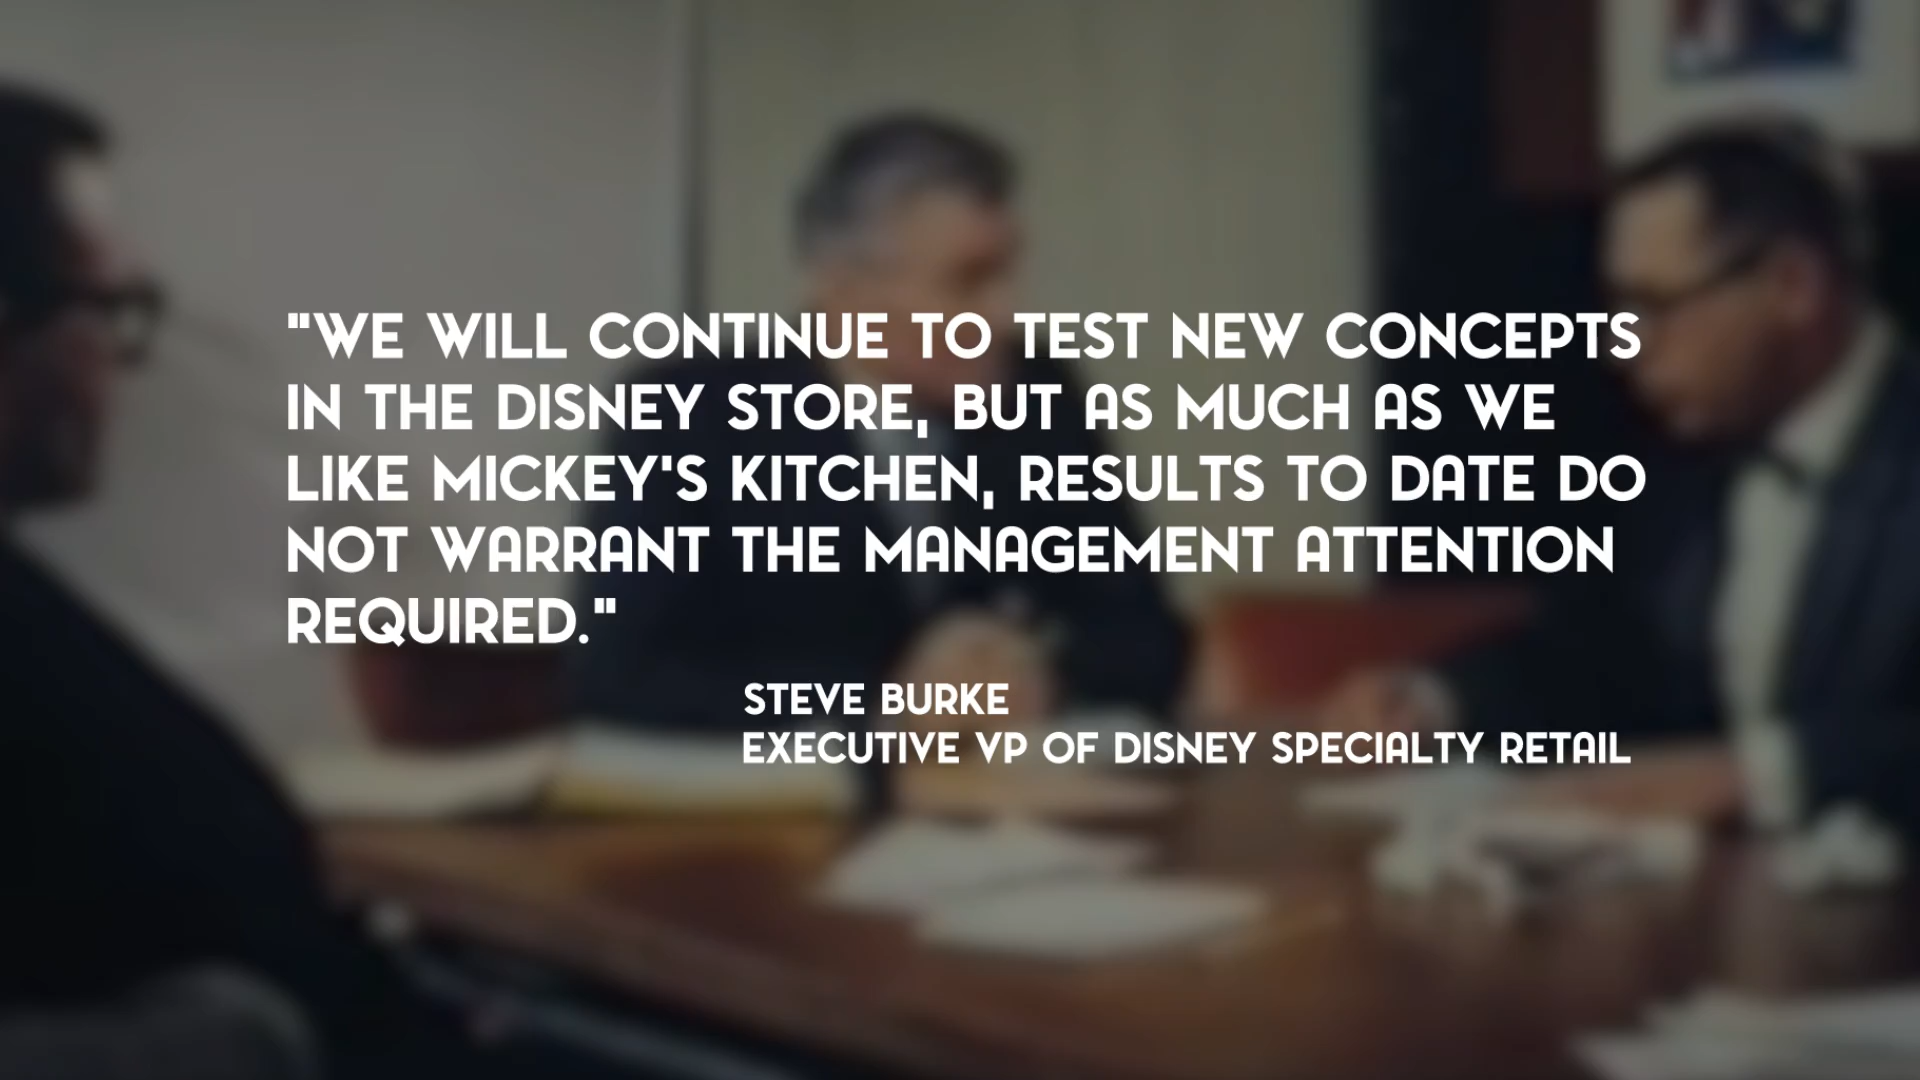 "WE WILL CONTINUE TO TEST NEW CONCEPTS
IN THE DISNEY STORE, BUT AS MUCH AS WE
LIKE MICKEY'S KITCHEN, RESULTS TO DATE DO
NOT WARRANT THE MANAGEMENT ATTENTION
REQUIRED."
STEVE BURKE
EXECUTIVE VP OF DISNEY SPECIALTY RETAIL